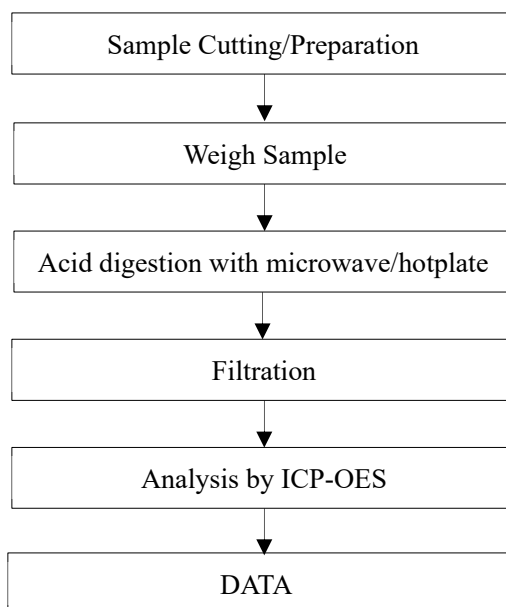 Sample Cutting/Preparation
Weigh Sample
Acid digestion with microwave/hotplate
Filtration
Analysis by ICP-OES
DATA